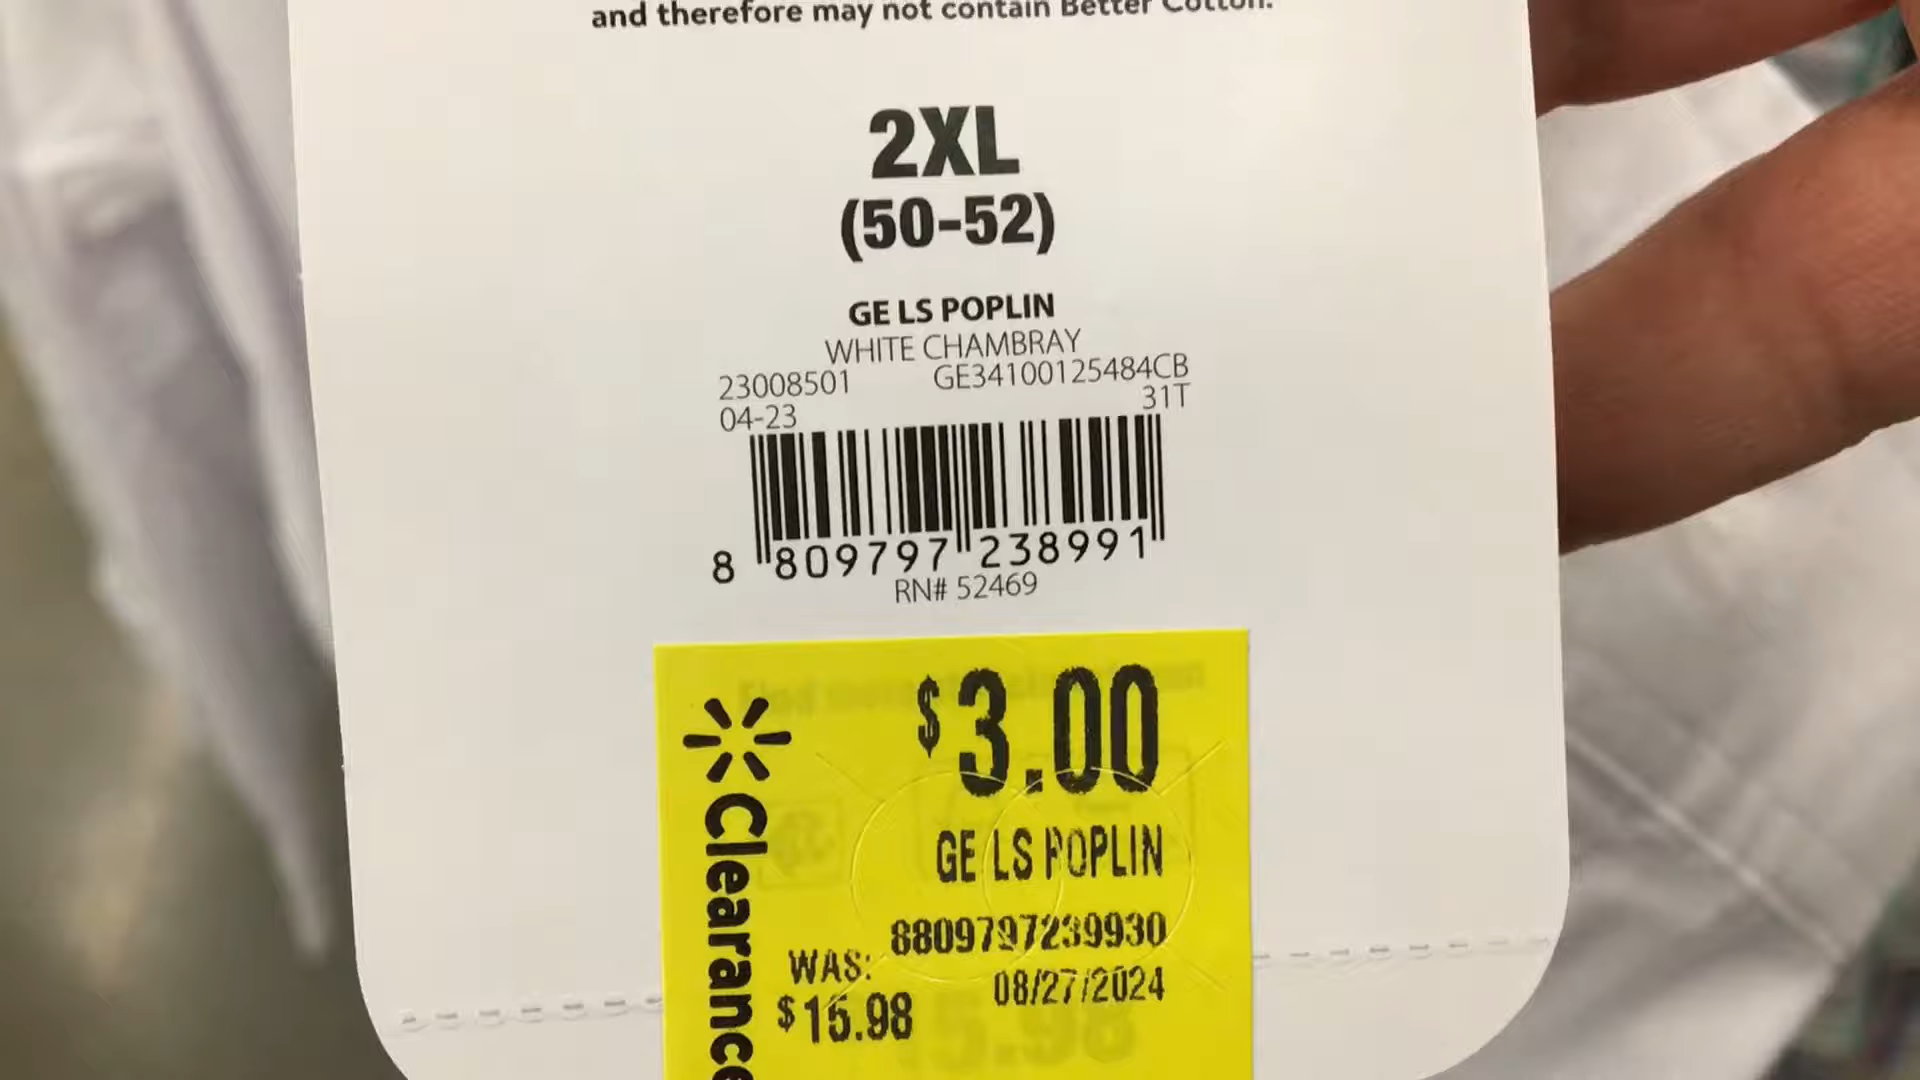 and therefore may not contain Better Cotton.
2XL
(50-52)
GE LS POPLIN
WHITE CHAMBRAY
23008501 GE34100125484CB
04-23 31T
8 809797 238991
RN# 52469
$3.00
GE LS POPLIN
8809797239930
WAS: 08/27/2024
$15.98
Clearance